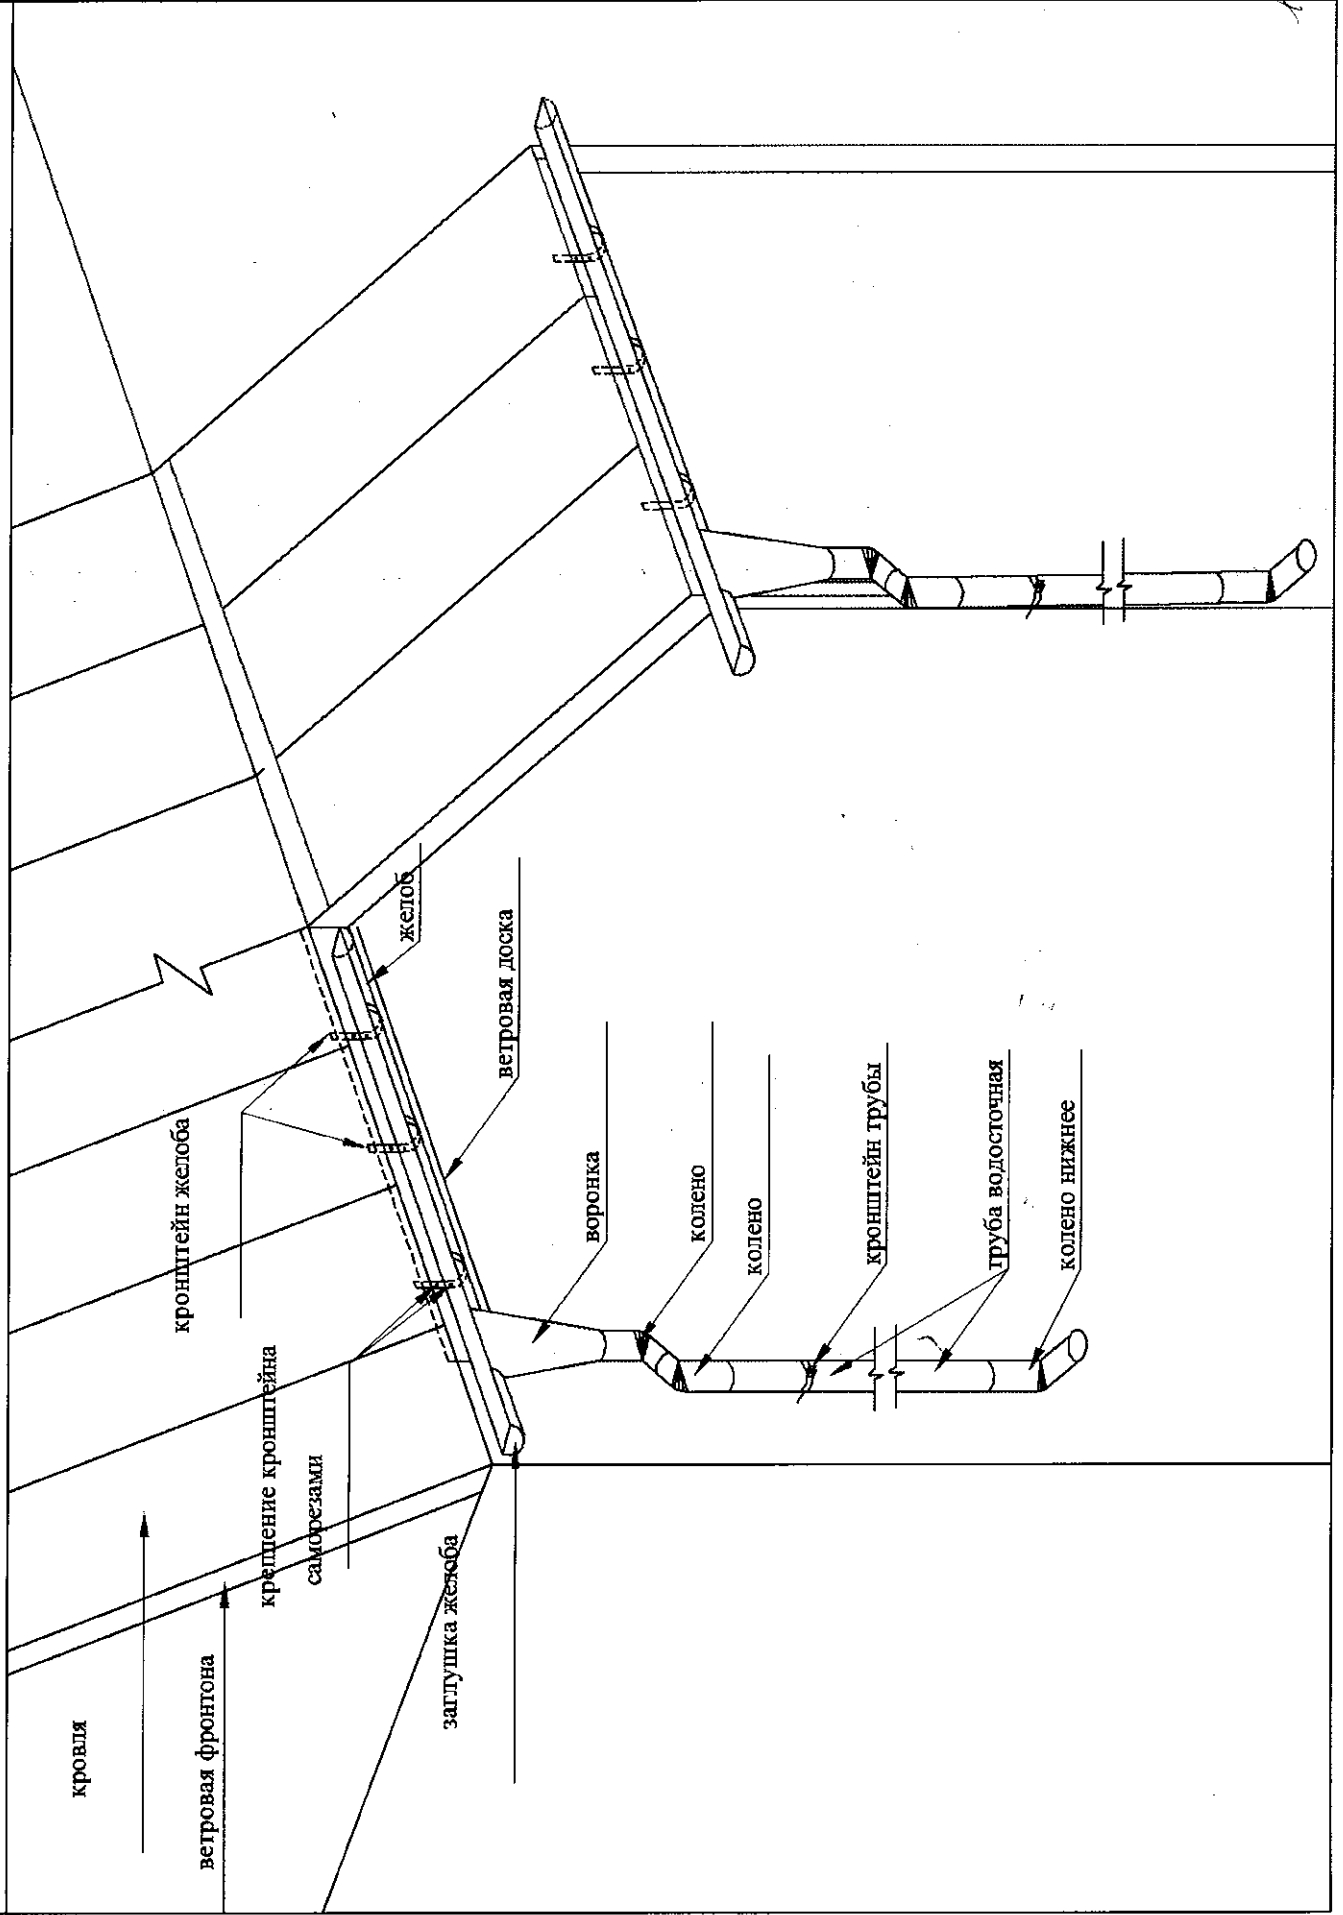 кровля
ветровая фронтона
кронштейн желоба
крепление кронштейна
саморезами
заглушка желоба
желоб
ветровая доска
воронка
колено
колено
кронштейн трубы
труба водосточная
колено нижнее